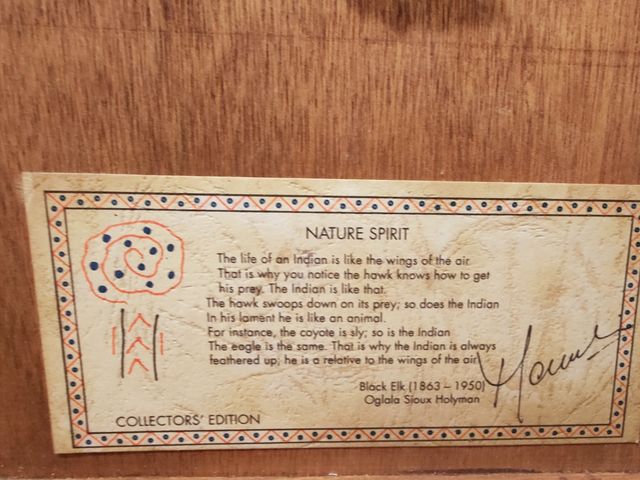 NATURE SPIRIT
The life of an Indian is like the wings of the air.
That is why you notice the hawk knows how to get
his prey. The Indian is like that.
The hawk swoops down on its prey; so does the Indian
In his lament he is like an animal.
For instance, the coyote is sly; so is the Indian
The eagle is the same. That is why the Indian is always
feathered up; he is a relative to the wings of the air
Black Elk (1863 – 1950)
Oglala Sioux Holyman
COLLECTORS' EDITION